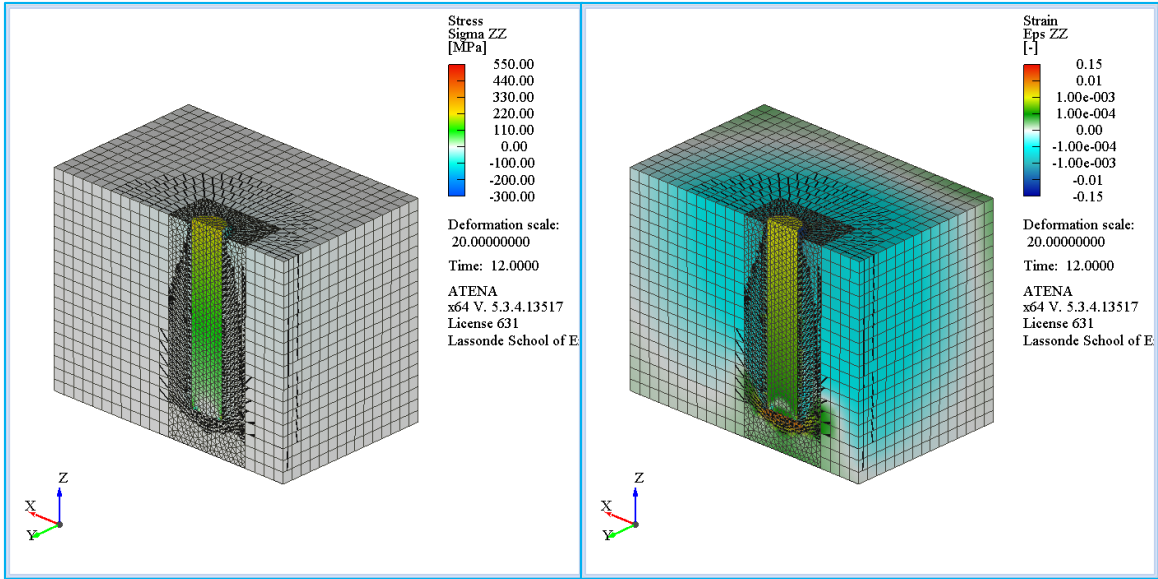 Stress
Sigma ZZ
[MPa]
550.00
440.00
330.00
220.00
110.00
0.00
-100.00
-200.00
-300.00
Deformation scale:
20.00000000
Time: 12.0000
ATENA
x64 V. 5.3.4.13517
License 631
Lassonde School of E
X
Y
Z
Strain
Eps ZZ
[-]
0.15
0.01
1.00e-003
1.00e-004
0.00
-1.00e-004
-1.00e-003
-0.01
-0.15
Deformation scale:
20.00000000
Time: 12.0000
ATENA
x64 V. 5.3.4.13517
License 631
Lassonde School of E
X
Y
Z